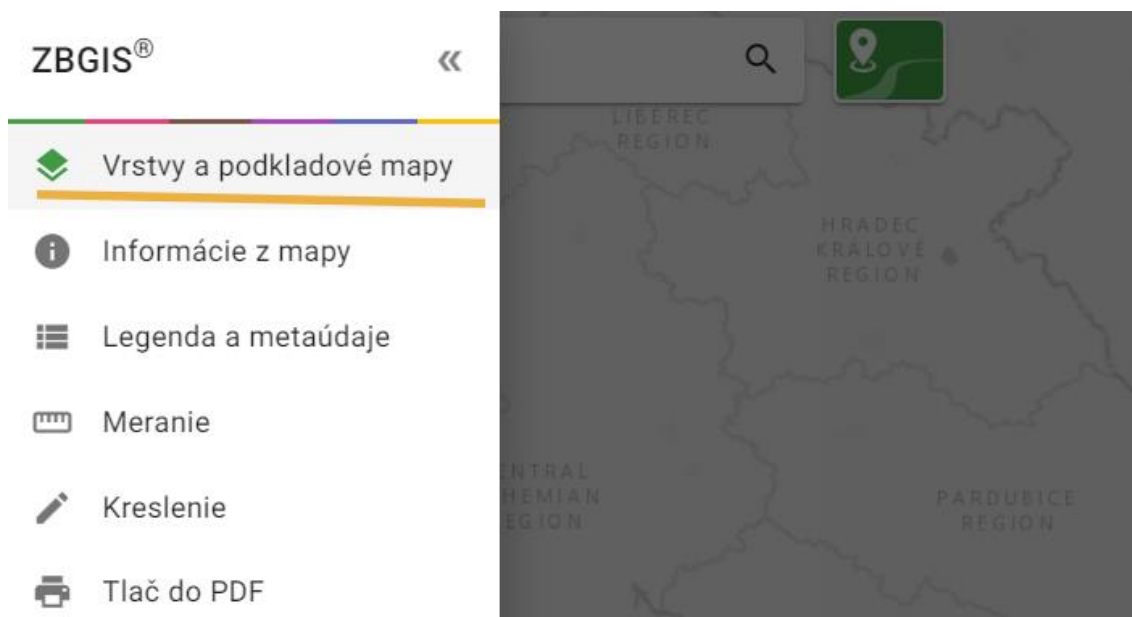 ZBGIS®
Vrstvy a podkladové mapy
Informácie z mapy
Legenda a metaúdaje
Meranie
Kreslenie
Tlač do PDF
LIBEREC
REGION
HRADEC
KRÁLOVÉ
REGION
NTRAL
HEMIAN
EGION
PARDUBICE
REGION